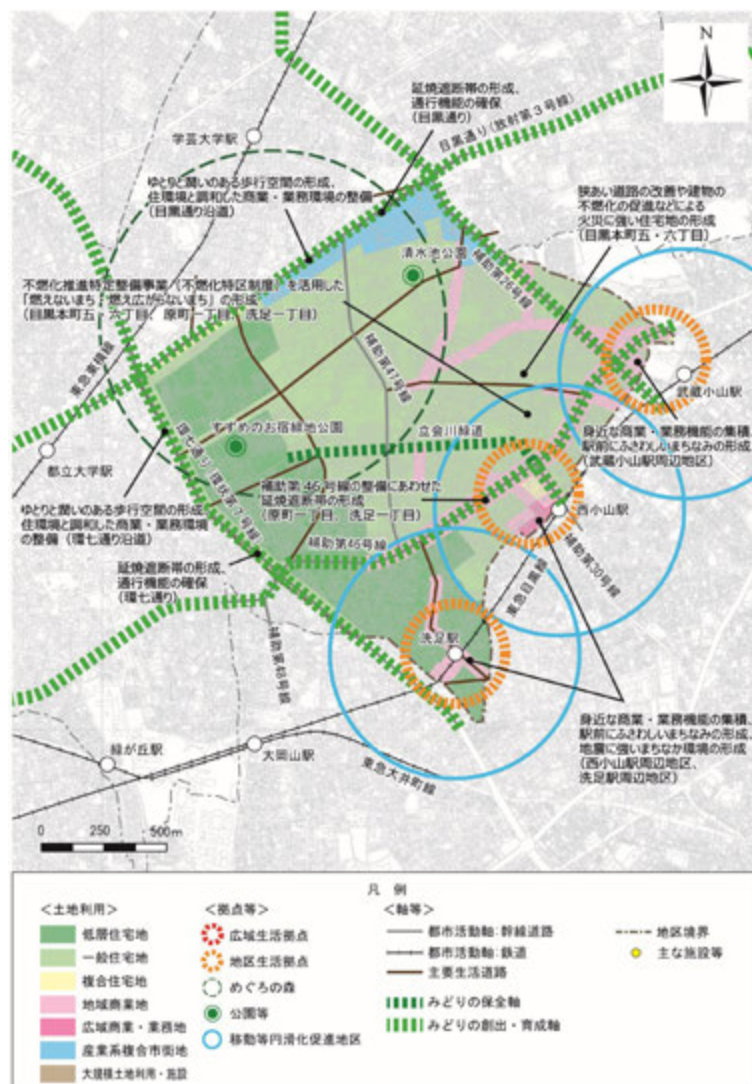 N
延焼遮断帯の形成、
通行機能の確保
(目黒通り)
目黒通り(放射第3号線)
学芸大学駅
ゆとりと潤いのある歩行空間の形成、
住環境と調和した商業・業務環境の整備
(目黒通り沿道)
狭あい道路の改善や建物の
不燃化の促進などによる
火災に強い住宅地の形成
(目黒本町五・六丁目)
清水池公園
補助第26号線
不燃化推進特定整備事業(不燃化特区制度)を活用した
「燃えないまち・燃え広がらないまち」の形成
(目黒本町五・六丁目、原町一丁目、洗足一丁目)
東急東横線
補助第47号線
武蔵小山駅
すずめのお宿緑地公園
立会川緑道
身近な商業・業務機能の集積、
駅前にふさわしいまちなみの形成
(武蔵小山駅周辺地区)
都立大学駅
環七通り(環状第7号線)
補助第46号線の整備にあわせた
延焼遮断帯の形成
(原町一丁目、洗足一丁目)
ゆとりと潤いのある歩行空間の形成、
住環境と調和した商業・業務環境
の整備(環七通り沿道)
西小山駅
補助第46号線
補助第30号線
東急目黒線
延焼遮断帯の形成、
通行機能の確保
(環七通り)
補助第48号線
洗足駅
身近な商業・業務機能の集積、
駅前にふさわしいまちなみの形成、
地震に強いまちなか環境の形成
(西小山駅周辺地区、
洗足駅周辺地区)
緑が丘駅
大岡山駅
東急大井町線
0 250 500m
凡 例
<土地利用>
低層住宅地
一般住宅地
複合住宅地
地域商業地
広域商業・業務地
産業系複合市街地
大規模土地利用・施設
<拠点等>
広域生活拠点
地区生活拠点
めぐろの森
公園等
移動等円滑化促進地区
<軸等>
都市活動軸:幹線道路
都市活動軸:鉄道
主要生活道路
みどりの保全軸
みどりの創出・育成軸
地区境界
主な施設等